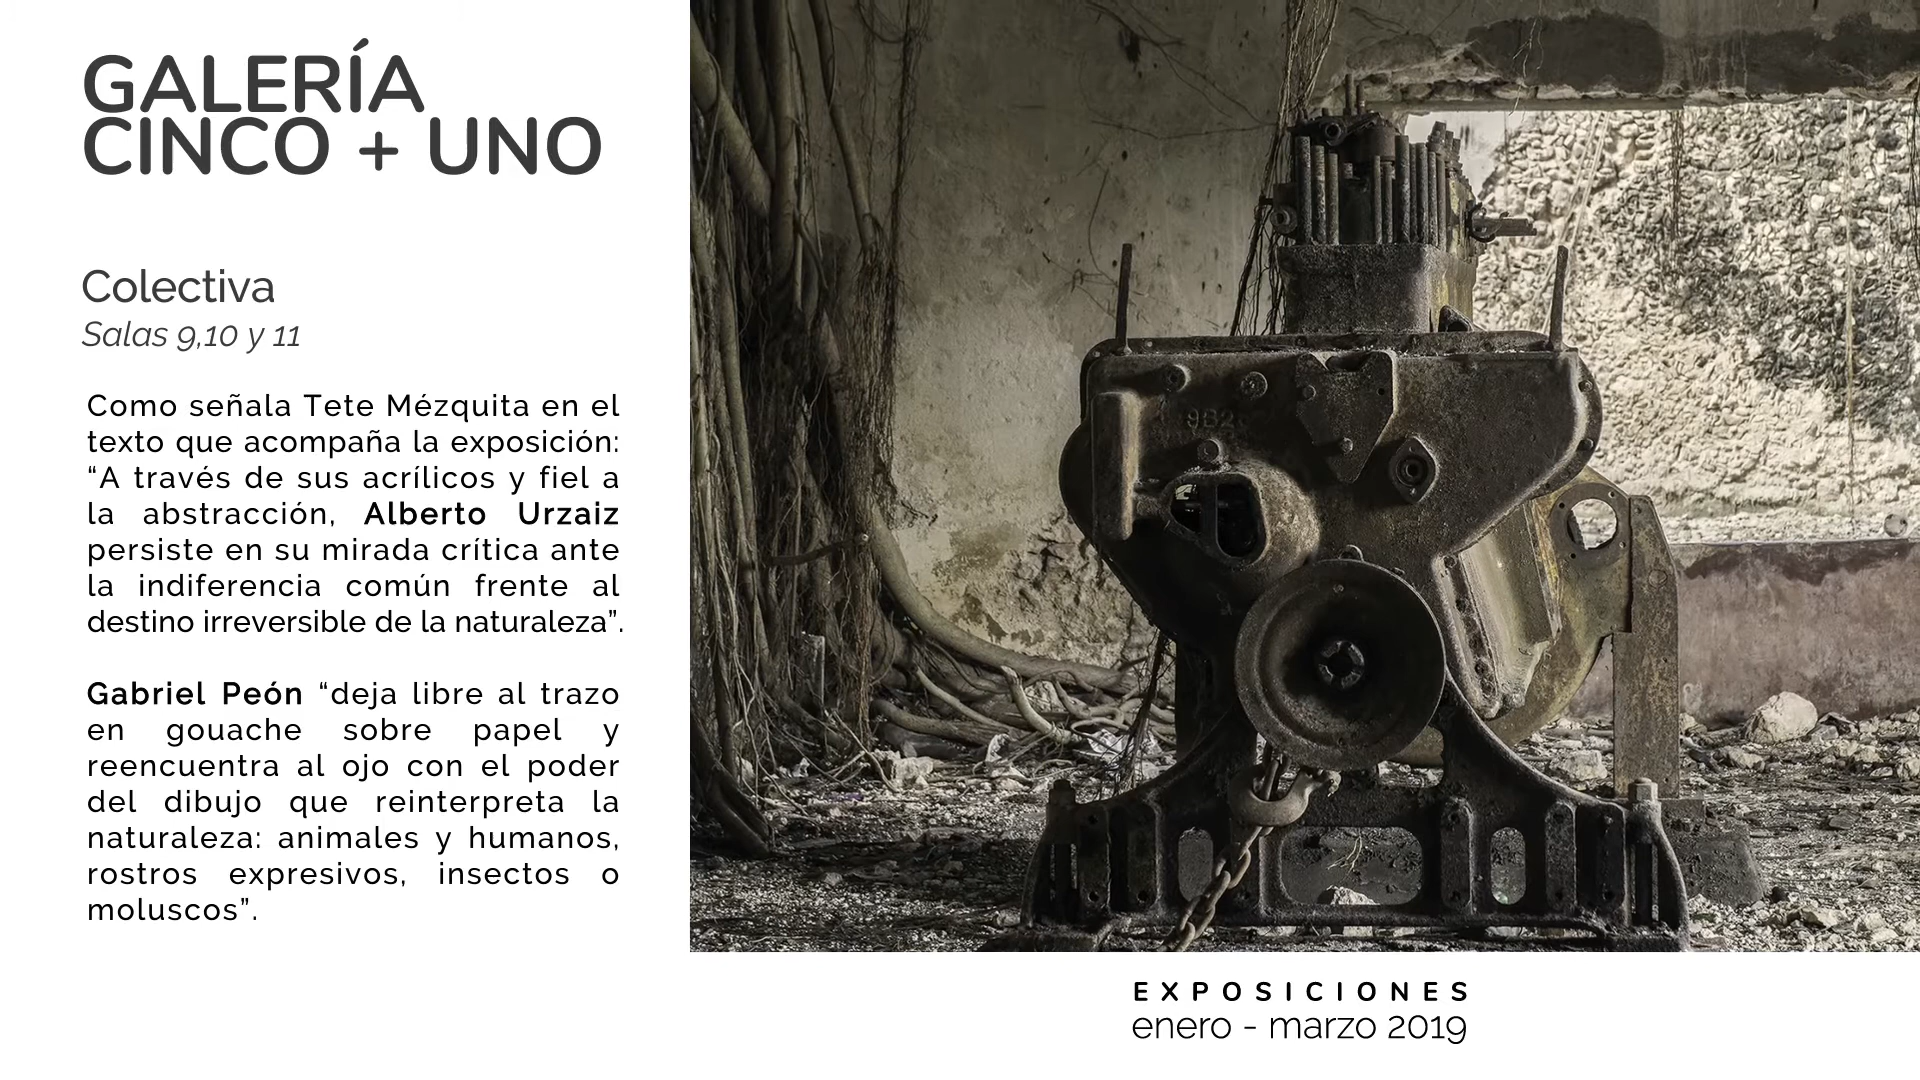 GALERÍA
CINCO + UNO
Colectiva
Salas 9,10 y 11
Como señala Tete Mézquita en el
texto que acompaña la exposición:
“A través de sus acrílicos y fiel a
la abstracción, Alberto Urzaiz
persiste en su mirada crítica ante
la indiferencia común frente al
destino irreversible de la naturaleza”.
Gabriel Peón “deja libre al trazo
en gouache sobre papel y
reencuentra al ojo con el poder
del dibujo que reinterpreta la
naturaleza: animales y humanos,
rostros expresivos, insectos o
moluscos”.
982
EXPOSICIONES
enero - marzo 2019